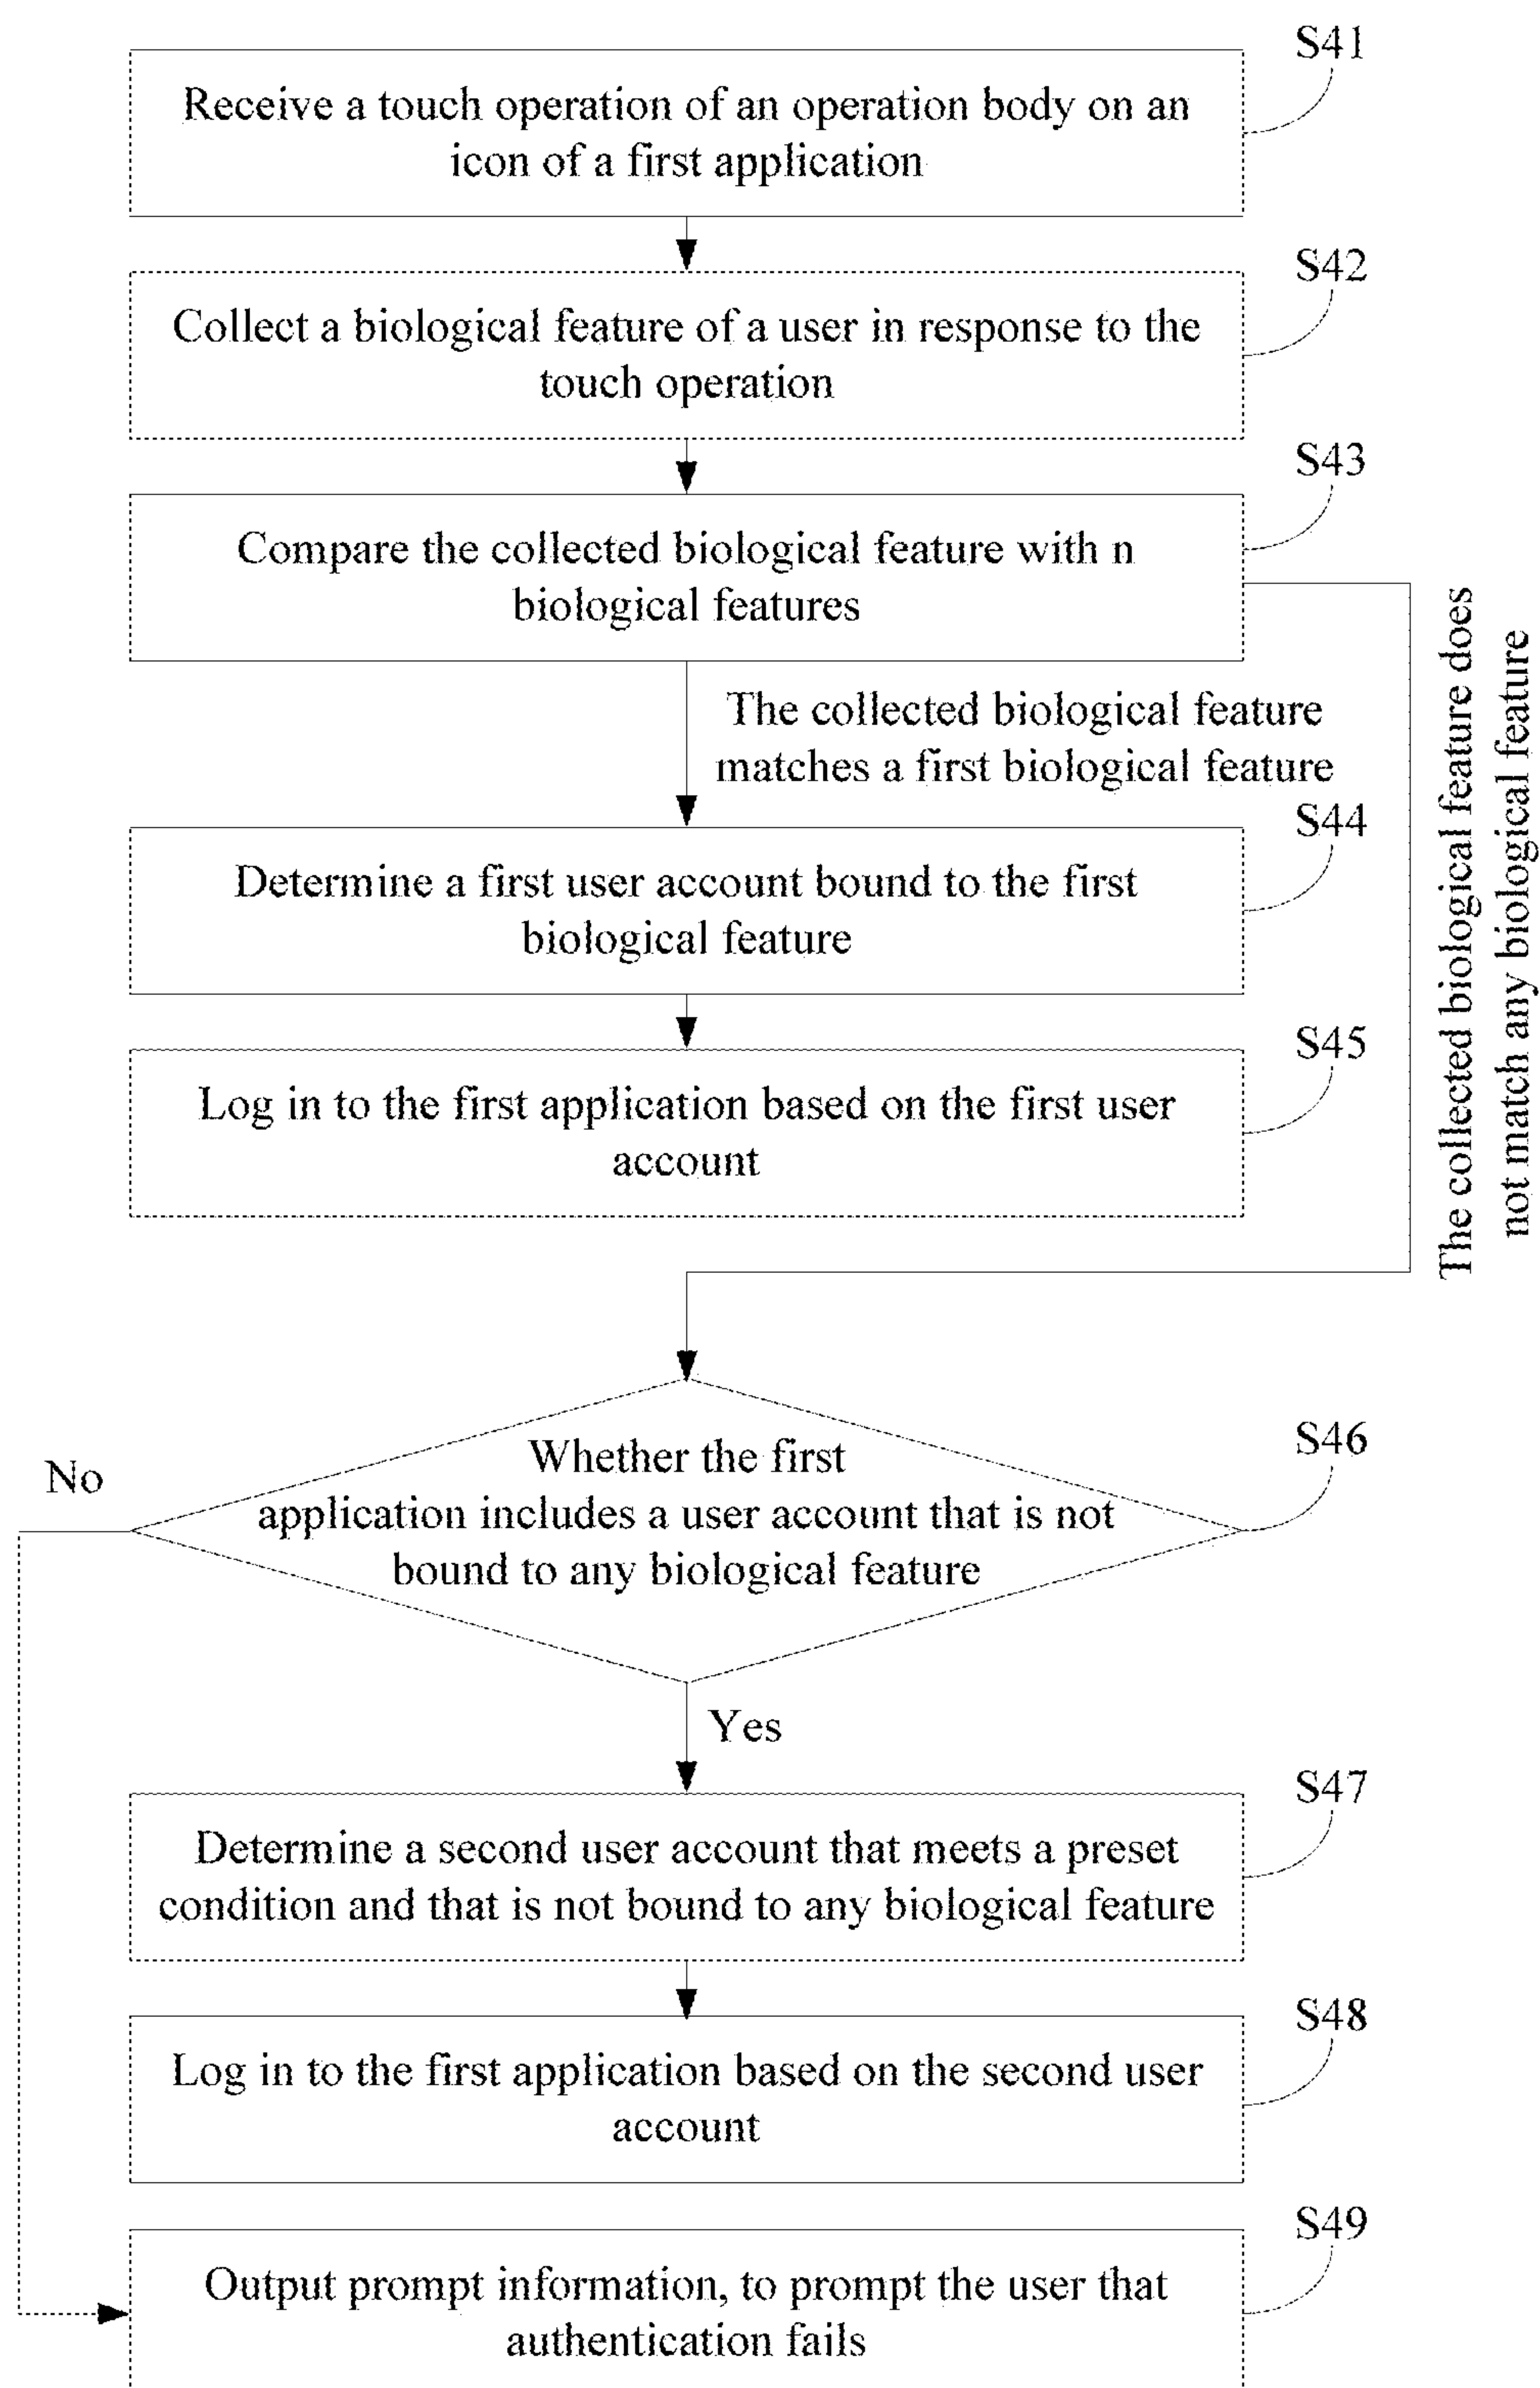 S41
Receive a touch operation of an operation body on an
icon of a first application
S42
Collect a biological feature of a user in response to the
touch operation
S43
Compare the collected biological feature with n
biological features
The collected biological feature
matches a first biological feature
The collected biological feature does
not match any biological feature
S44
Determine a first user account bound to the first
biological feature
S45
Log in to the first application based on the first user
account
S46
Whether the first
application includes a user account that is not
bound to any biological feature
No
Yes
S47
Determine a second user account that meets a preset
condition and that is not bound to any biological feature
S48
Log in to the first application based on the second user
account
S49
Output prompt information, to prompt the user that
authentication fails